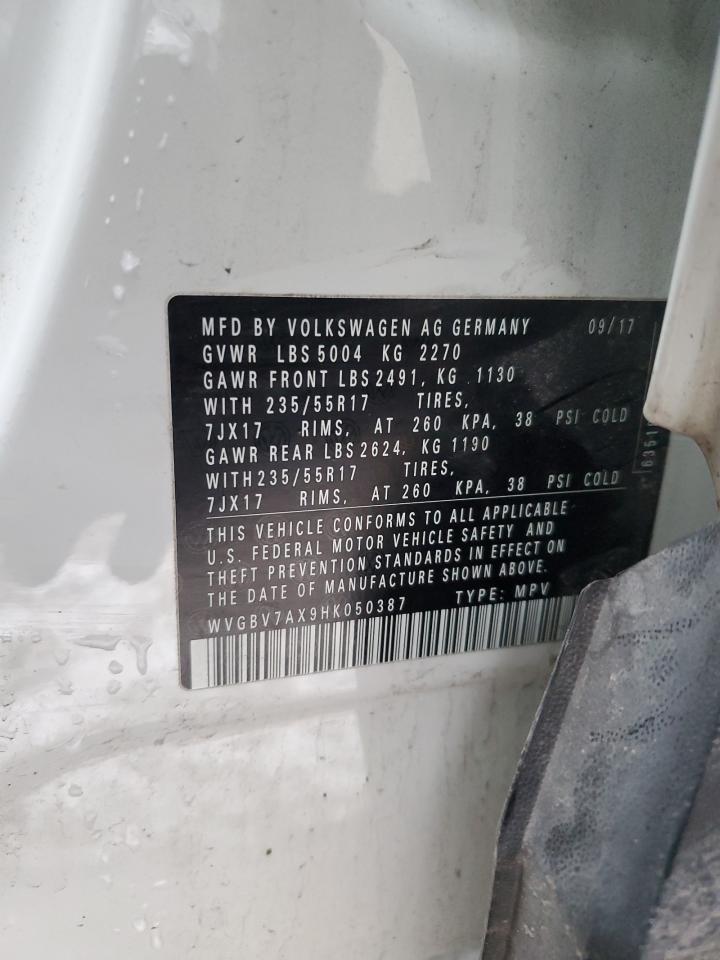 MFD BY VOLKSWAGEN AG GERMANY 09/17
GVWR LBS 5004 KG 2270
GAWR FRONT LBS 2491, KG 1130
WITH 235/55R17 TIRES,
7JX17 RIMS, AT 260 KPA, 38 PSI COLD
GAWR REAR LBS 2624, KG 1190
WITH 235/55R17 TIRES,
7JX17 RIMS, AT 260 KPA, 38 PSI COLD
THIS VEHICLE CONFORMS TO ALL APPLICABLE
U.S. FEDERAL MOTOR VEHICLE SAFETY AND
THEFT PREVENTION STANDARDS IN EFFECT ON
THE DATE OF MANUFACTURE SHOWN ABOVE.
WVGBV7AX9HK050387 TYPE: MPV